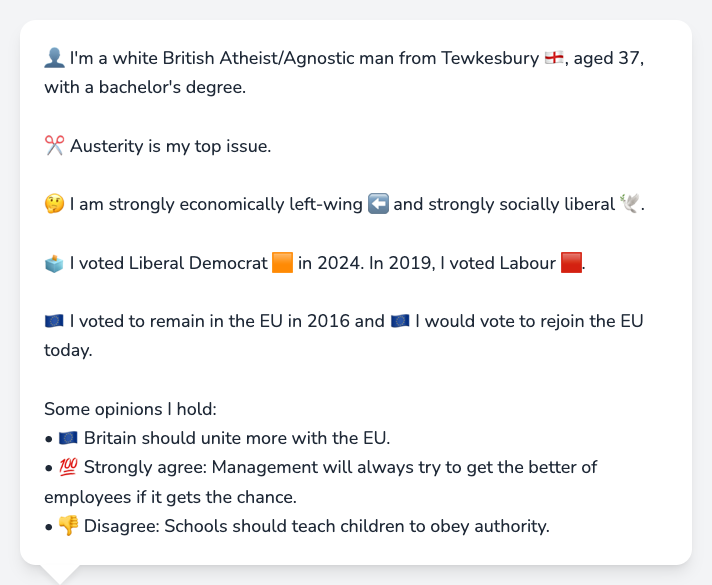 👤 I'm a white British Atheist/Agnostic man from Tewkesbury 🏴󠁧󠁢󠁥󠁮󠁧󠁿, aged 37,
with a bachelor's degree.
✂️ Austerity is my top issue.
🤔 I am strongly economically left-wing ⬅️ and strongly socially liberal 🕊️.
🗳️ I voted Liberal Democrat 🟧 in 2024. In 2019, I voted Labour 🟥.
🇪🇺 I voted to remain in the EU in 2016 and 🇪🇺 I would vote to rejoin the EU
today.
Some opinions I hold:
• 🇪🇺 Britain should unite more with the EU.
• 💯 Strongly agree: Management will always try to get the better of
employees if it gets the chance.
• 👎 Disagree: Schools should teach children to obey authority.